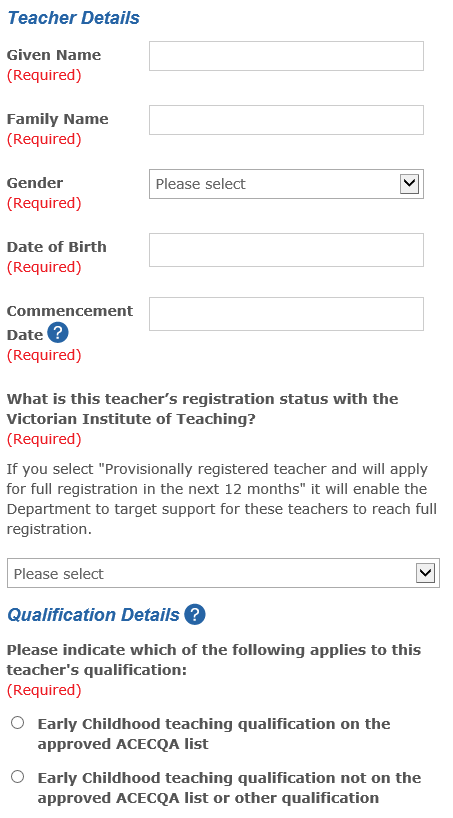 Teacher Details
Given Name
(Required)
Family Name
(Required)
Gender
Please select
(Required)
Date of Birth
(Required)
Commencement
Date ?
(Required)
What is this teacher’s registration status with the
Victorian Institute of Teaching?
(Required)
If you select "Provisionally registered teacher and will apply
for full registration in the next 12 months" it will enable the
Department to target support for these teachers to reach full
registration.
Please select
Qualification Details ?
Please indicate which of the following applies to this
teacher's qualification:
(Required)
Early Childhood teaching qualification on the
approved ACECQA list
Early Childhood teaching qualification not on the
approved ACECQA list or other qualification